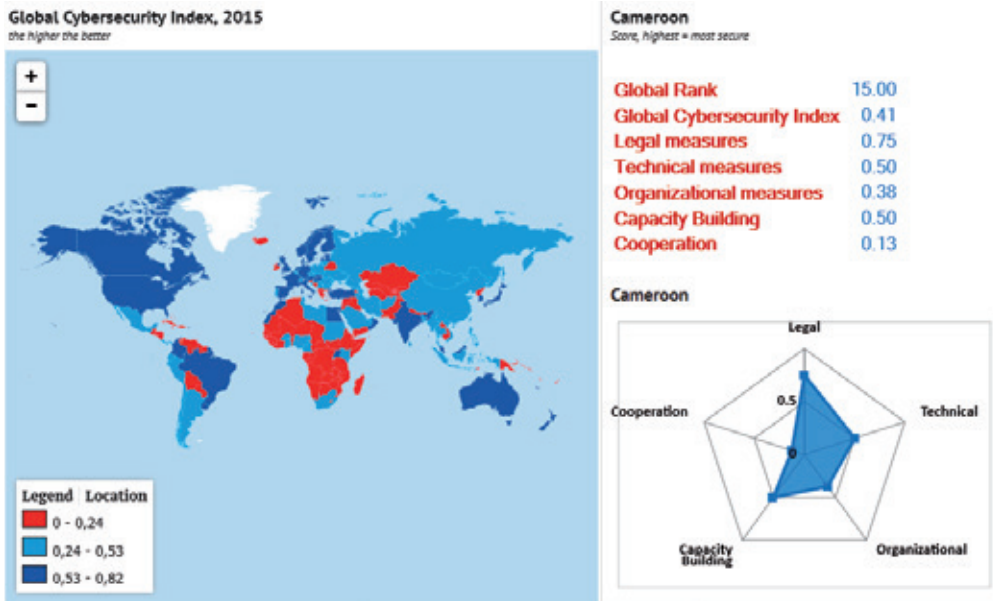 Global Cybersecurity Index, 2015
the higher the better
+
−
Legend Location
0 - 0,24
0,24 - 0,53
0,53 - 0,82
Cameroon
Score, highest = most secure
Global Rank 15.00
Global Cybersecurity Index 0.41
Legal measures 0.75
Technical measures 0.50
Organizational measures 0.38
Capacity Building 0.50
Cooperation 0.13
Cameroon
Legal
0.5
Cooperation
Technical
0
Capacity
Building
Organizational